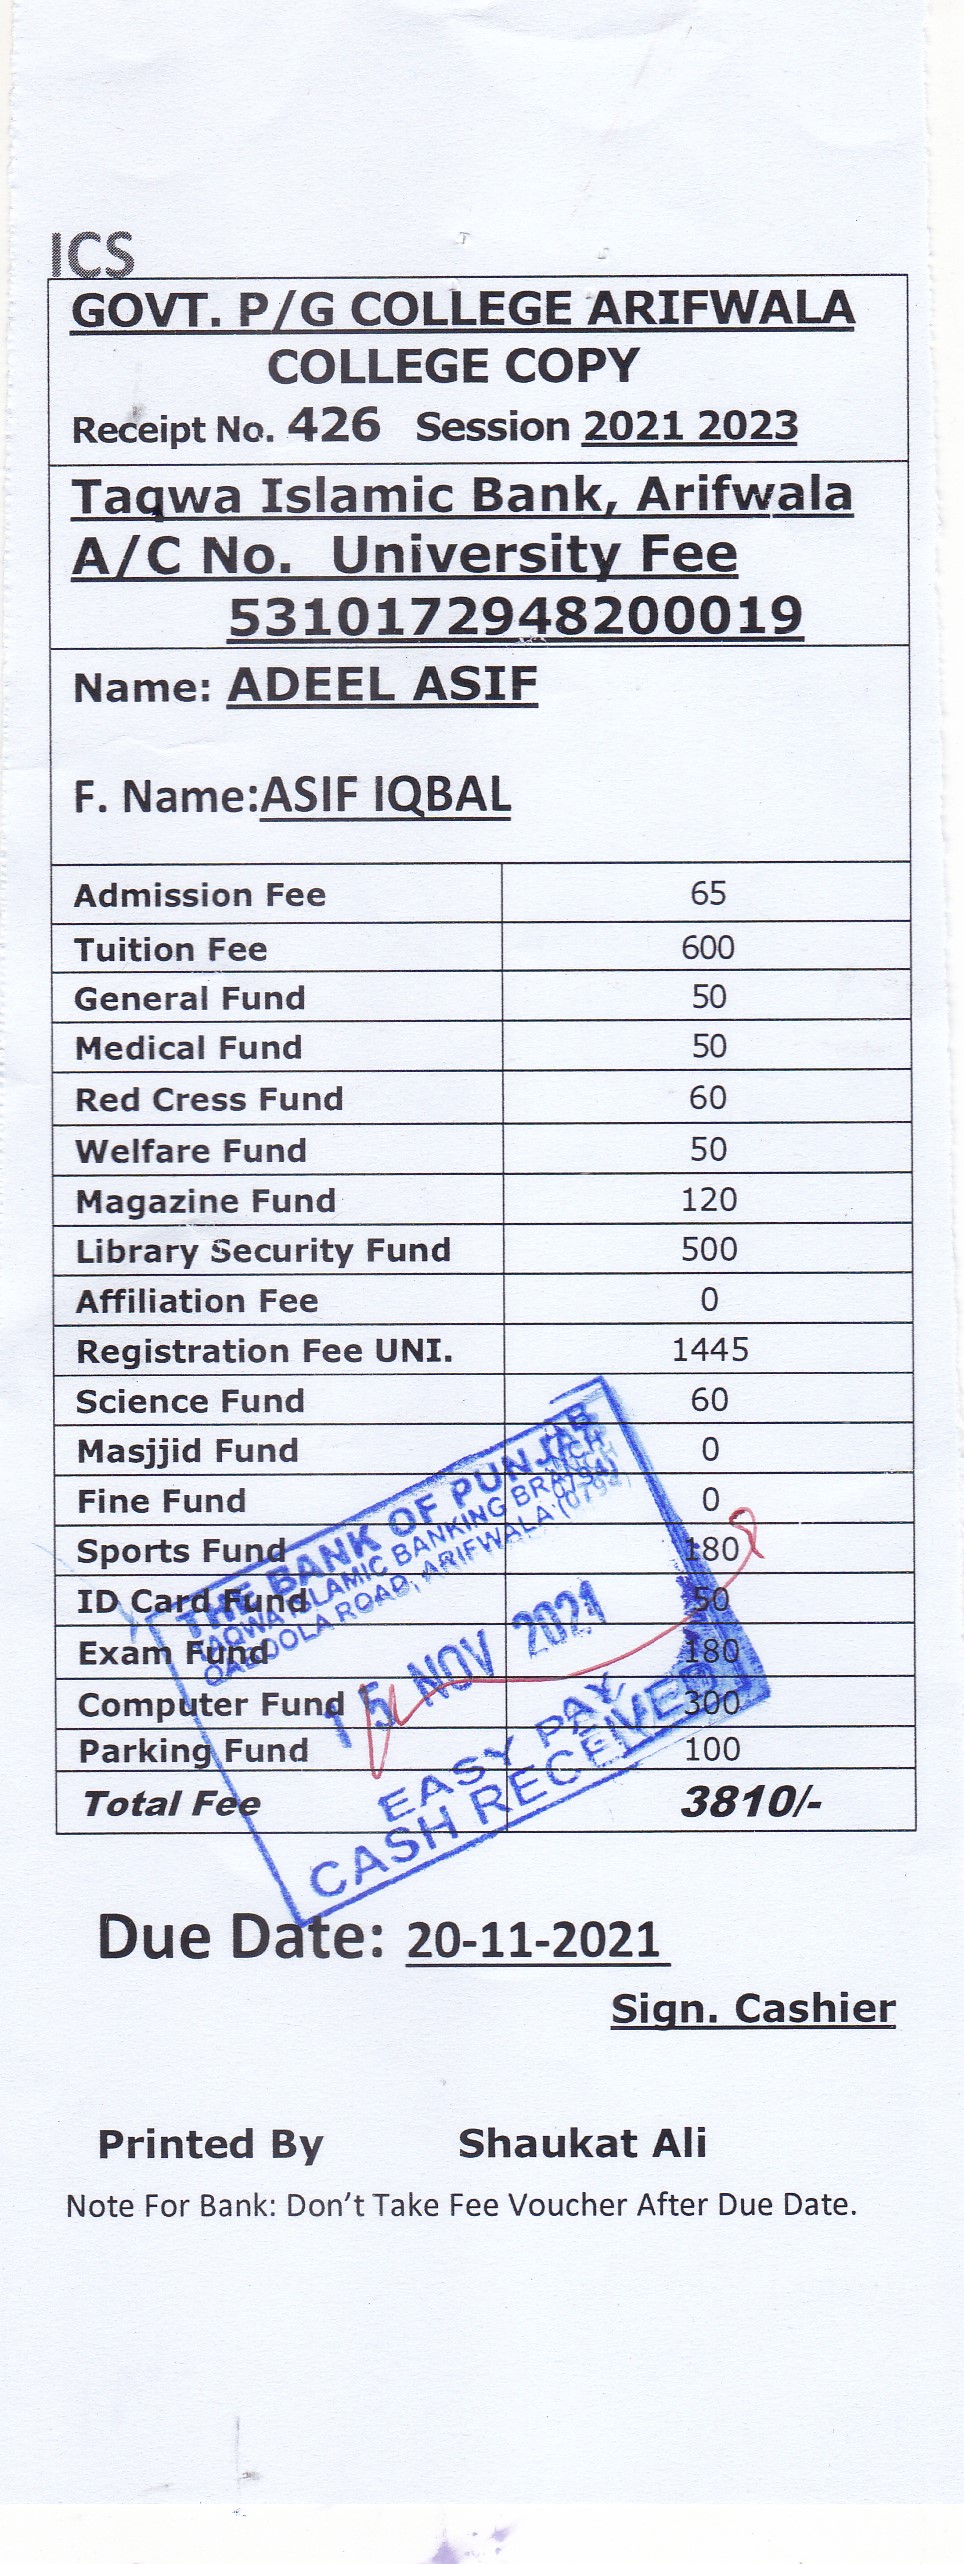 ICS
GOVT. P/G COLLEGE ARIFWALA
COLLEGE COPY
Receipt No. 426 Session 2021 2023
Taqwa Islamic Bank, Arifwala
A/C No. University Fee
5310172948200019
Name: ADEEL ASIF
F. Name:ASIF IQBAL
Admission Fee 65
Tuition Fee 600
General Fund 50
Medical Fund 50
Red Cress Fund 60
Welfare Fund 50
Magazine Fund 120
Library Security Fund 500
Affiliation Fee 0
Registration Fee UNI. 1445
Science Fund 60
Masjjid Fund 0
Fine Fund 0
Sports Fund 180
ID Card Fund 50
Exam Fund 180
Computer Fund 300
Parking Fund 100
Total Fee 3810/-
THE BANK OF PUNJAB
TAQWA ISLAMIC BANKING BRANCH
QABOOLA ROAD, ARIFWALA (0794)
15 NOV 2021
EASY PAY
CASH RECEIVED
Due Date: 20-11-2021
Sign. Cashier
Printed By Shaukat Ali
Note For Bank: Don’t Take Fee Voucher After Due Date.